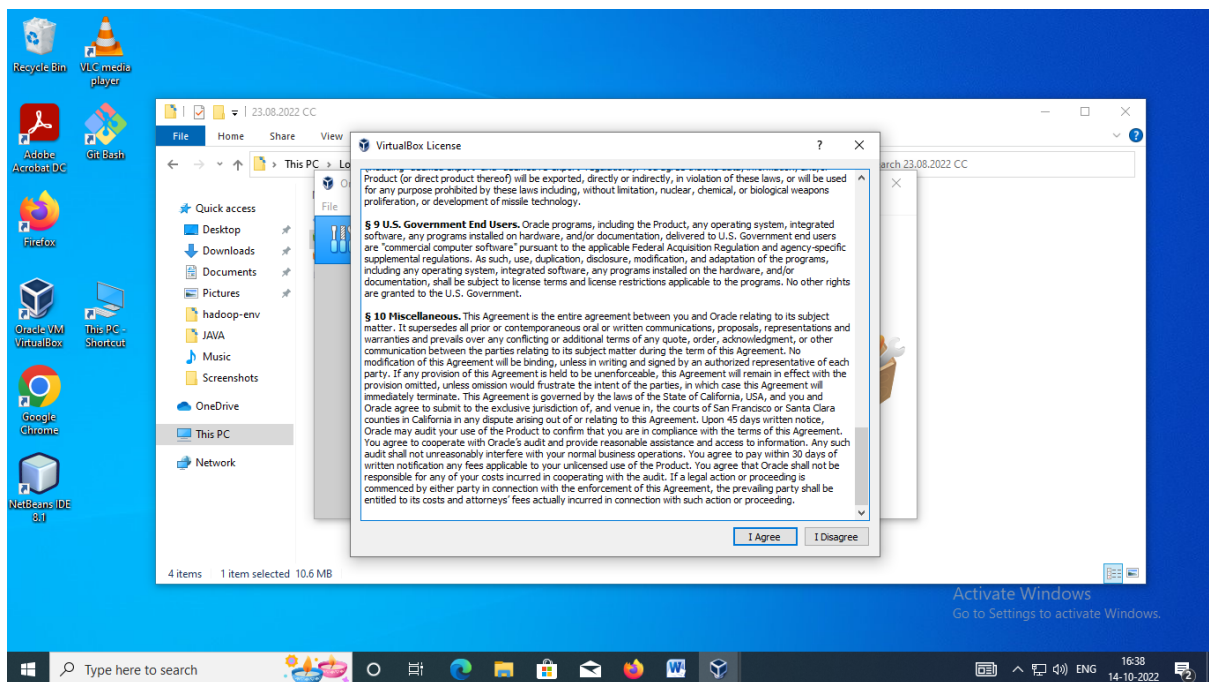 Recycle Bin
VLC media
player
Adobe
Acrobat DC
Git Bash
Firefox
Oracle VM
VirtualBox
This PC -
Shortcut
Google
Chrome
NetBeans IDE
8.1
23.08.2022 CC
File Home Share View
This PC > Lo
arch 23.08.2022 CC
Quick access
Desktop
Downloads
Documents
Pictures
hadoop-env
JAVA
Music
Screenshots
OneDrive
This PC
Network
File
VirtualBox License
Product (or direct product thereof) will be exported, directly or indirectly, in violation of these laws, or will be used
for any purpose prohibited by these laws including, without limitation, nuclear, chemical, or biological weapons
proliferation, or development of missile technology.
§ 9 U.S. Government End Users. Oracle programs, including the Product, any operating system, integrated
software, any programs installed on hardware, and/or documentation, delivered to U.S. Government end users
are "commercial computer software" pursuant to the applicable Federal Acquisition Regulation and agency-specific
supplemental regulations. As such, use, duplication, disclosure, modification, and adaptation of the programs,
including any operating system, integrated software, any programs installed on the hardware, and/or
documentation, shall be subject to license terms and license restrictions applicable to the programs. No other rights
are granted to the U.S. Government.
§ 10 Miscellaneous. This Agreement is the entire agreement between you and Oracle relating to its subject
matter. It supersedes all prior or contemporaneous oral or written communications, proposals, representations and
warranties and prevails over any conflicting or additional terms of any quote, order, acknowledgment, or other
communication between the parties relating to its subject matter during the term of this Agreement. No
modification of this Agreement will be binding, unless in writing and signed by an authorized representative of each
party. If any provision of this Agreement is held to be unenforceable, this Agreement will remain in effect with the
provision omitted, unless omission would frustrate the intent of the parties, in which case this Agreement will
immediately terminate. This Agreement is governed by the laws of the State of California, USA, and you and
Oracle agree to submit to the exclusive jurisdiction of, and venue in, the courts of San Francisco or Santa Clara
counties in California in any dispute arising out of or relating to this Agreement. Upon 45 days written notice,
Oracle may audit your use of the Product to confirm that you are in compliance with the terms of this Agreement.
You agree to cooperate with Oracle's audit and provide reasonable assistance and access to information. Any such
audit shall not unreasonably interfere with your normal business operations. You agree to pay within 30 days of
written notification any fees applicable to your unlicensed use of the Product. You agree that Oracle shall not be
responsible for any of your costs incurred in cooperating with the audit. If a legal action or proceeding is
commenced by either party in connection with the enforcement of this Agreement, the prevailing party shall be
entitled to its costs and attorneys' fees actually incurred in connection with such action or proceeding.
I Agree I Disagree
4 items 1 item selected 10.6 MB
Activate Windows
Go to Settings to activate Windows.
Type here to search
ENG
16:38
14-10-2022
2